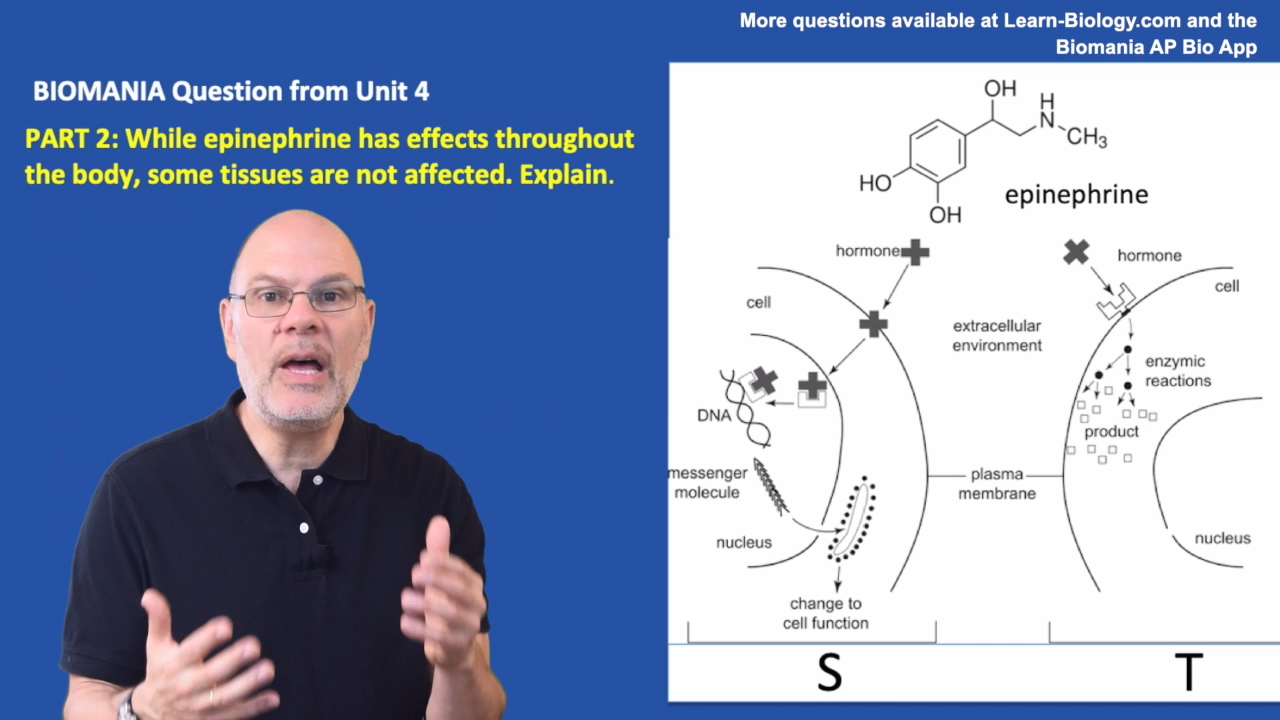 More questions available at Learn-Biology.com and the
Biomania AP Bio App
BIOMANIA Question from Unit 4
PART 2: While epinephrine has effects throughout
the body, some tissues are not affected. Explain.
OH
H
N
CH3
HO
OH
epinephrine
hormone
hormone
cell
cell
extracellular
environment
enzymic
reactions
DNA
product
messenger
molecule
plasma
membrane
nucleus
nucleus
change to
cell function
S
T